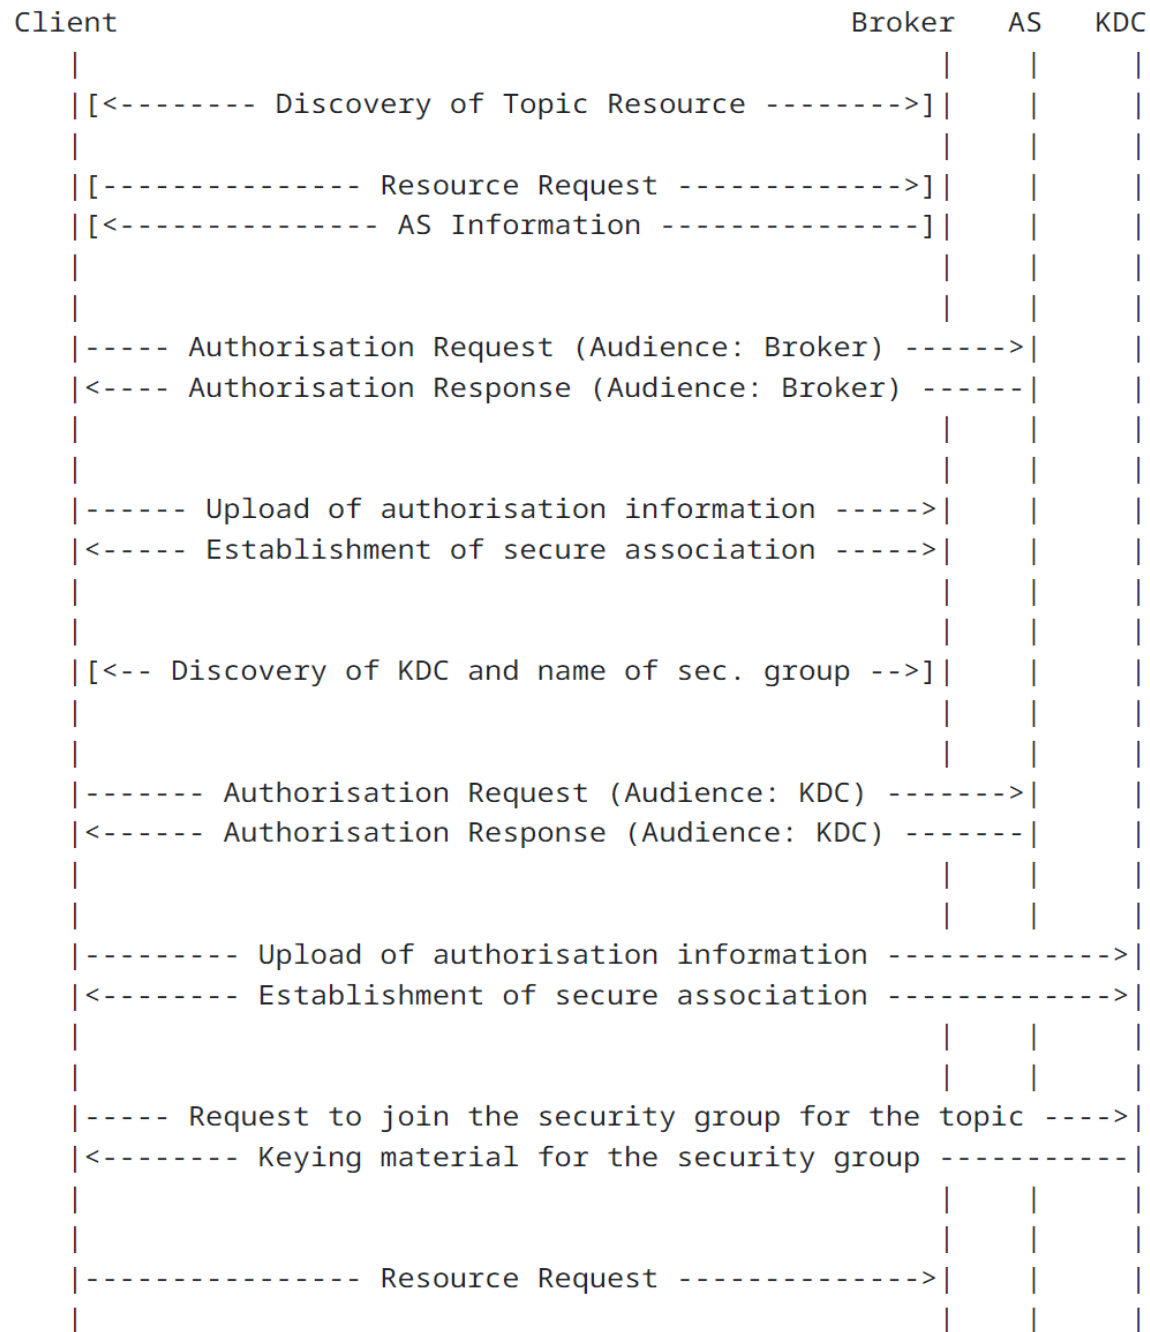 Client                                          Broker   AS   KDC
   |                                                 |    |     |
   |[<-------- Discovery of Topic Resource -------->]|    |     |
   |                                                 |    |     |
   |[--------------- Resource Request ------------->]|    |     |
   |[<--------------- AS Information ---------------]|    |     |
   |                                                 |    |     |
   |                                                 |    |     |
   |----- Authorisation Request (Audience: Broker) ------>|     |
   |<---- Authorisation Response (Audience: Broker) ------|     |
   |                                                 |    |     |
   |                                                 |    |     |
   |------ Upload of authorisation information ----->|    |     |
   |<----- Establishment of secure association ----->|    |     |
   |                                                 |    |     |
   |                                                 |    |     |
   |[<-- Discovery of KDC and name of sec. group -->]|    |     |
   |                                                 |    |     |
   |                                                 |    |     |
   |------- Authorisation Request (Audience: KDC) ------->|     |
   |<------ Authorisation Response (Audience: KDC) -------|     |
   |                                                 |    |     |
   |                                                 |    |     |
   |--------- Upload of authorisation information ------------->|
   |<-------- Establishment of secure association ------------->|
   |                                                 |    |     |
   |                                                 |    |     |
   |----- Request to join the security group for the topic ---->|
   |<-------- Keying material for the security group -----------|
   |                                                 |    |     |
   |                                                 |    |     |
   |---------------- Resource Request -------------->|    |     |
   |                                                 |    |     |